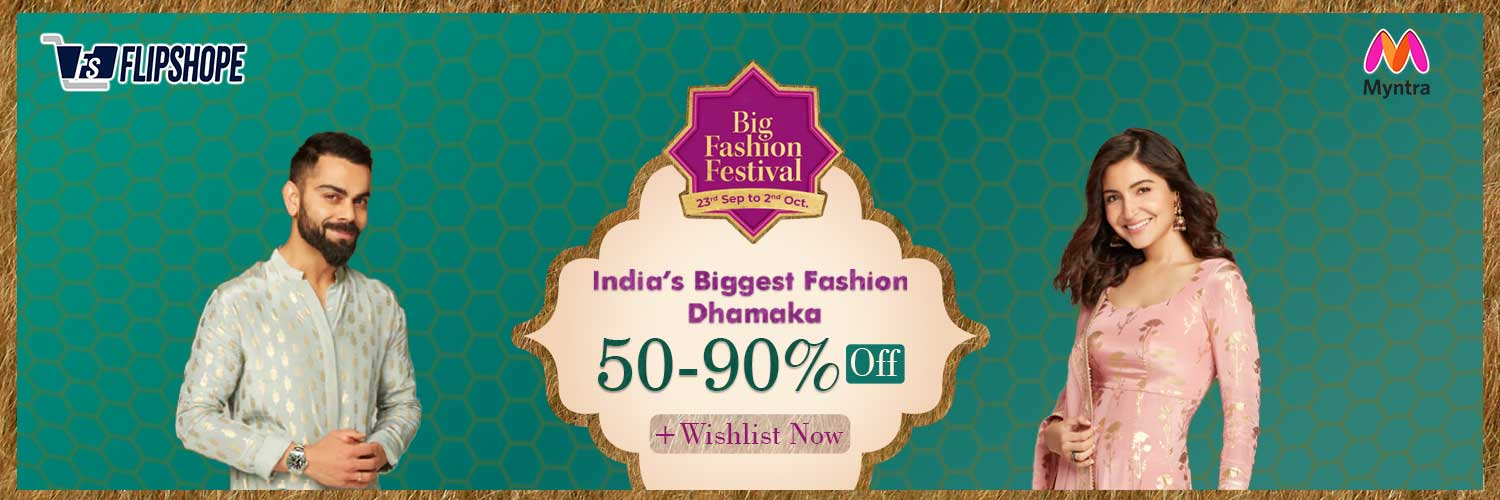 FS FLIPSHOPE
Myntra
Big
Fashion
Festival
23rd Sep to 2nd Oct.
India's Biggest Fashion
Dhamaka
50-90% Off
+Wishlist Now